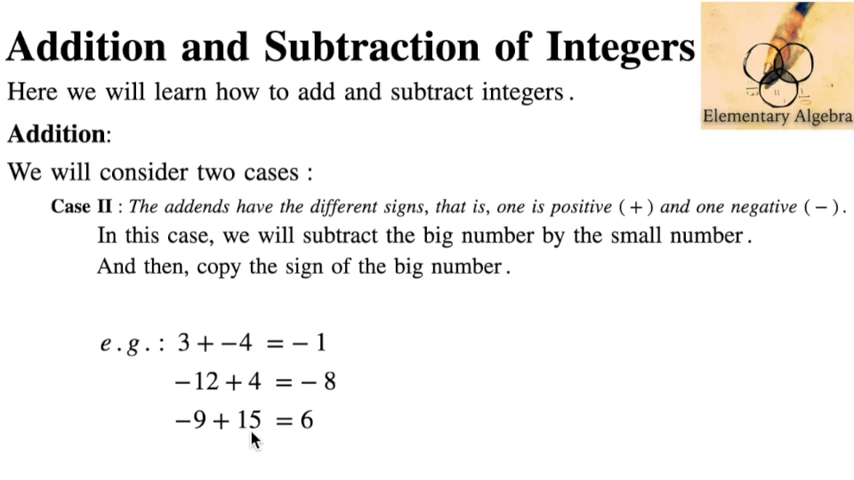 Addition and Subtraction of Integers
Elementary Algebra
Here we will learn how to add and subtract integers .
Addition:
We will consider two cases :
Case II : The addends have the different signs, that is, one is positive ( + ) and one negative ( − ).
In this case, we will subtract the big number by the small number .
And then, copy the sign of the big number .
e . g . : 3 + −4 = − 1
−12 + 4 = − 8
−9 + 15 = 6